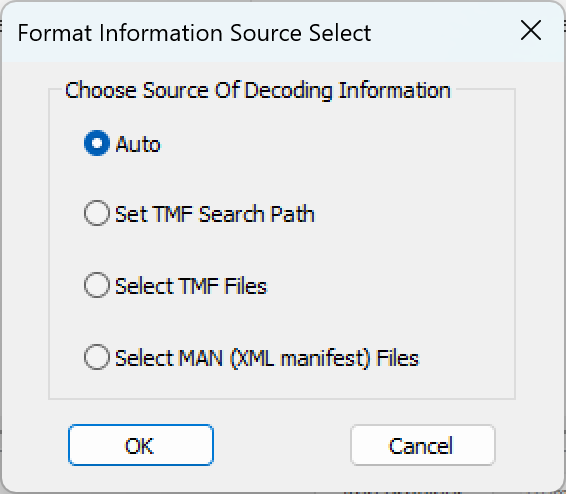 Format Information Source Select
Choose Source Of Decoding Information
Auto
Set TMF Search Path
Select TMF Files
Select MAN (XML manifest) Files
OK
Cancel